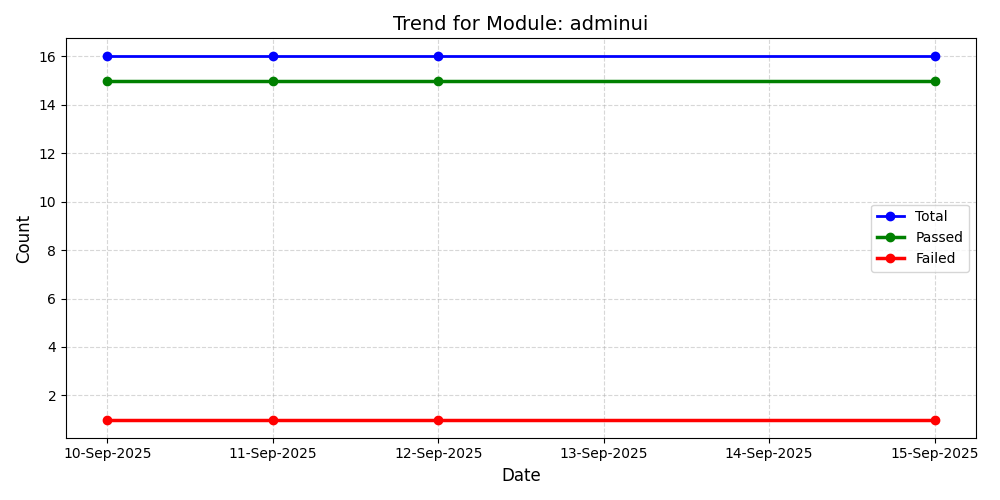 Trend for Module: adminui
16
14
12
10
8
6
4
2
Count
Total
Passed
Failed
10-Sep-2025 11-Sep-2025 12-Sep-2025 13-Sep-2025 14-Sep-2025 15-Sep-2025
Date